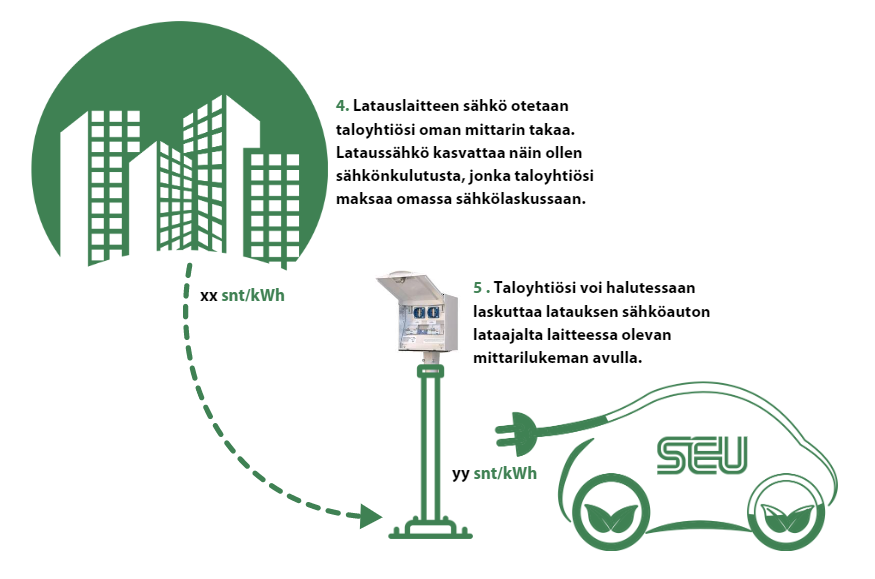 4. Latauslaitteen sähkö otetaan
taloyhtiösi oman mittarin takaa.
Lataussähkö kasvattaa näin ollen
sähkönkulutusta, jonka taloyhtiösi
maksaa omassa sähkölaskussaan.
xx snt/kWh
5 . Taloyhtiösi voi halutessaan
laskuttaa latauksen sähköauton
lataajalta laitteessa olevan
mittarilukeman avulla.
SEU
yy snt/kWh